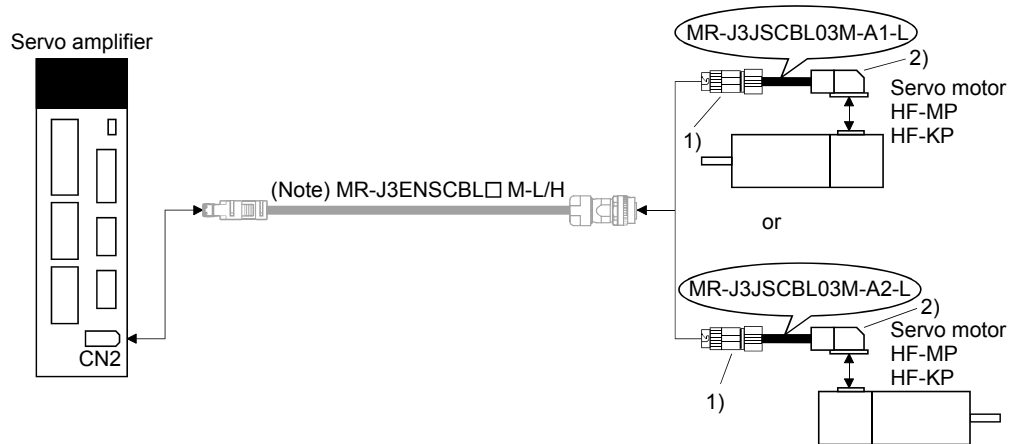 Servo amplifier
CN2
(Note) MR-J3ENSCBL□ M-L/H
MR-J3JSCBL03M-A1-L
2)
1)
Servo motor
HF-MP
HF-KP
or
MR-J3JSCBL03M-A2-L
2)
1)
Servo motor
HF-MP
HF-KP